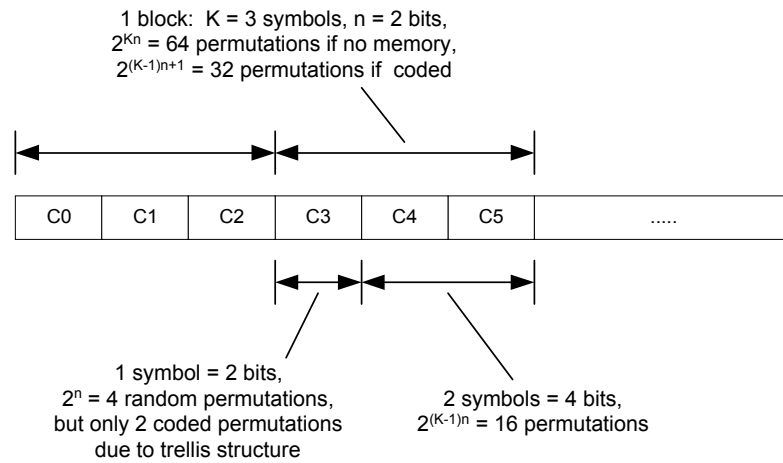 1 block:  K = 3 symbols, n = 2 bits,
2^{Kn} = 64 permutations if no memory,
2^{(K-1)n+1} = 32 permutations if  coded
C0 C1 C2 C3 C4 C5 .....
1 symbol = 2 bits,
2^{n} = 4 random permutations,
but only 2 coded permutations
due to trellis structure
2 symbols = 4 bits,
2^{(K-1)n} = 16 permutations